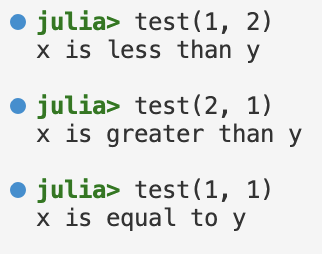 julia> test(1, 2)
x is less than y
julia> test(2, 1)
x is greater than y
julia> test(1, 1)
x is equal to y